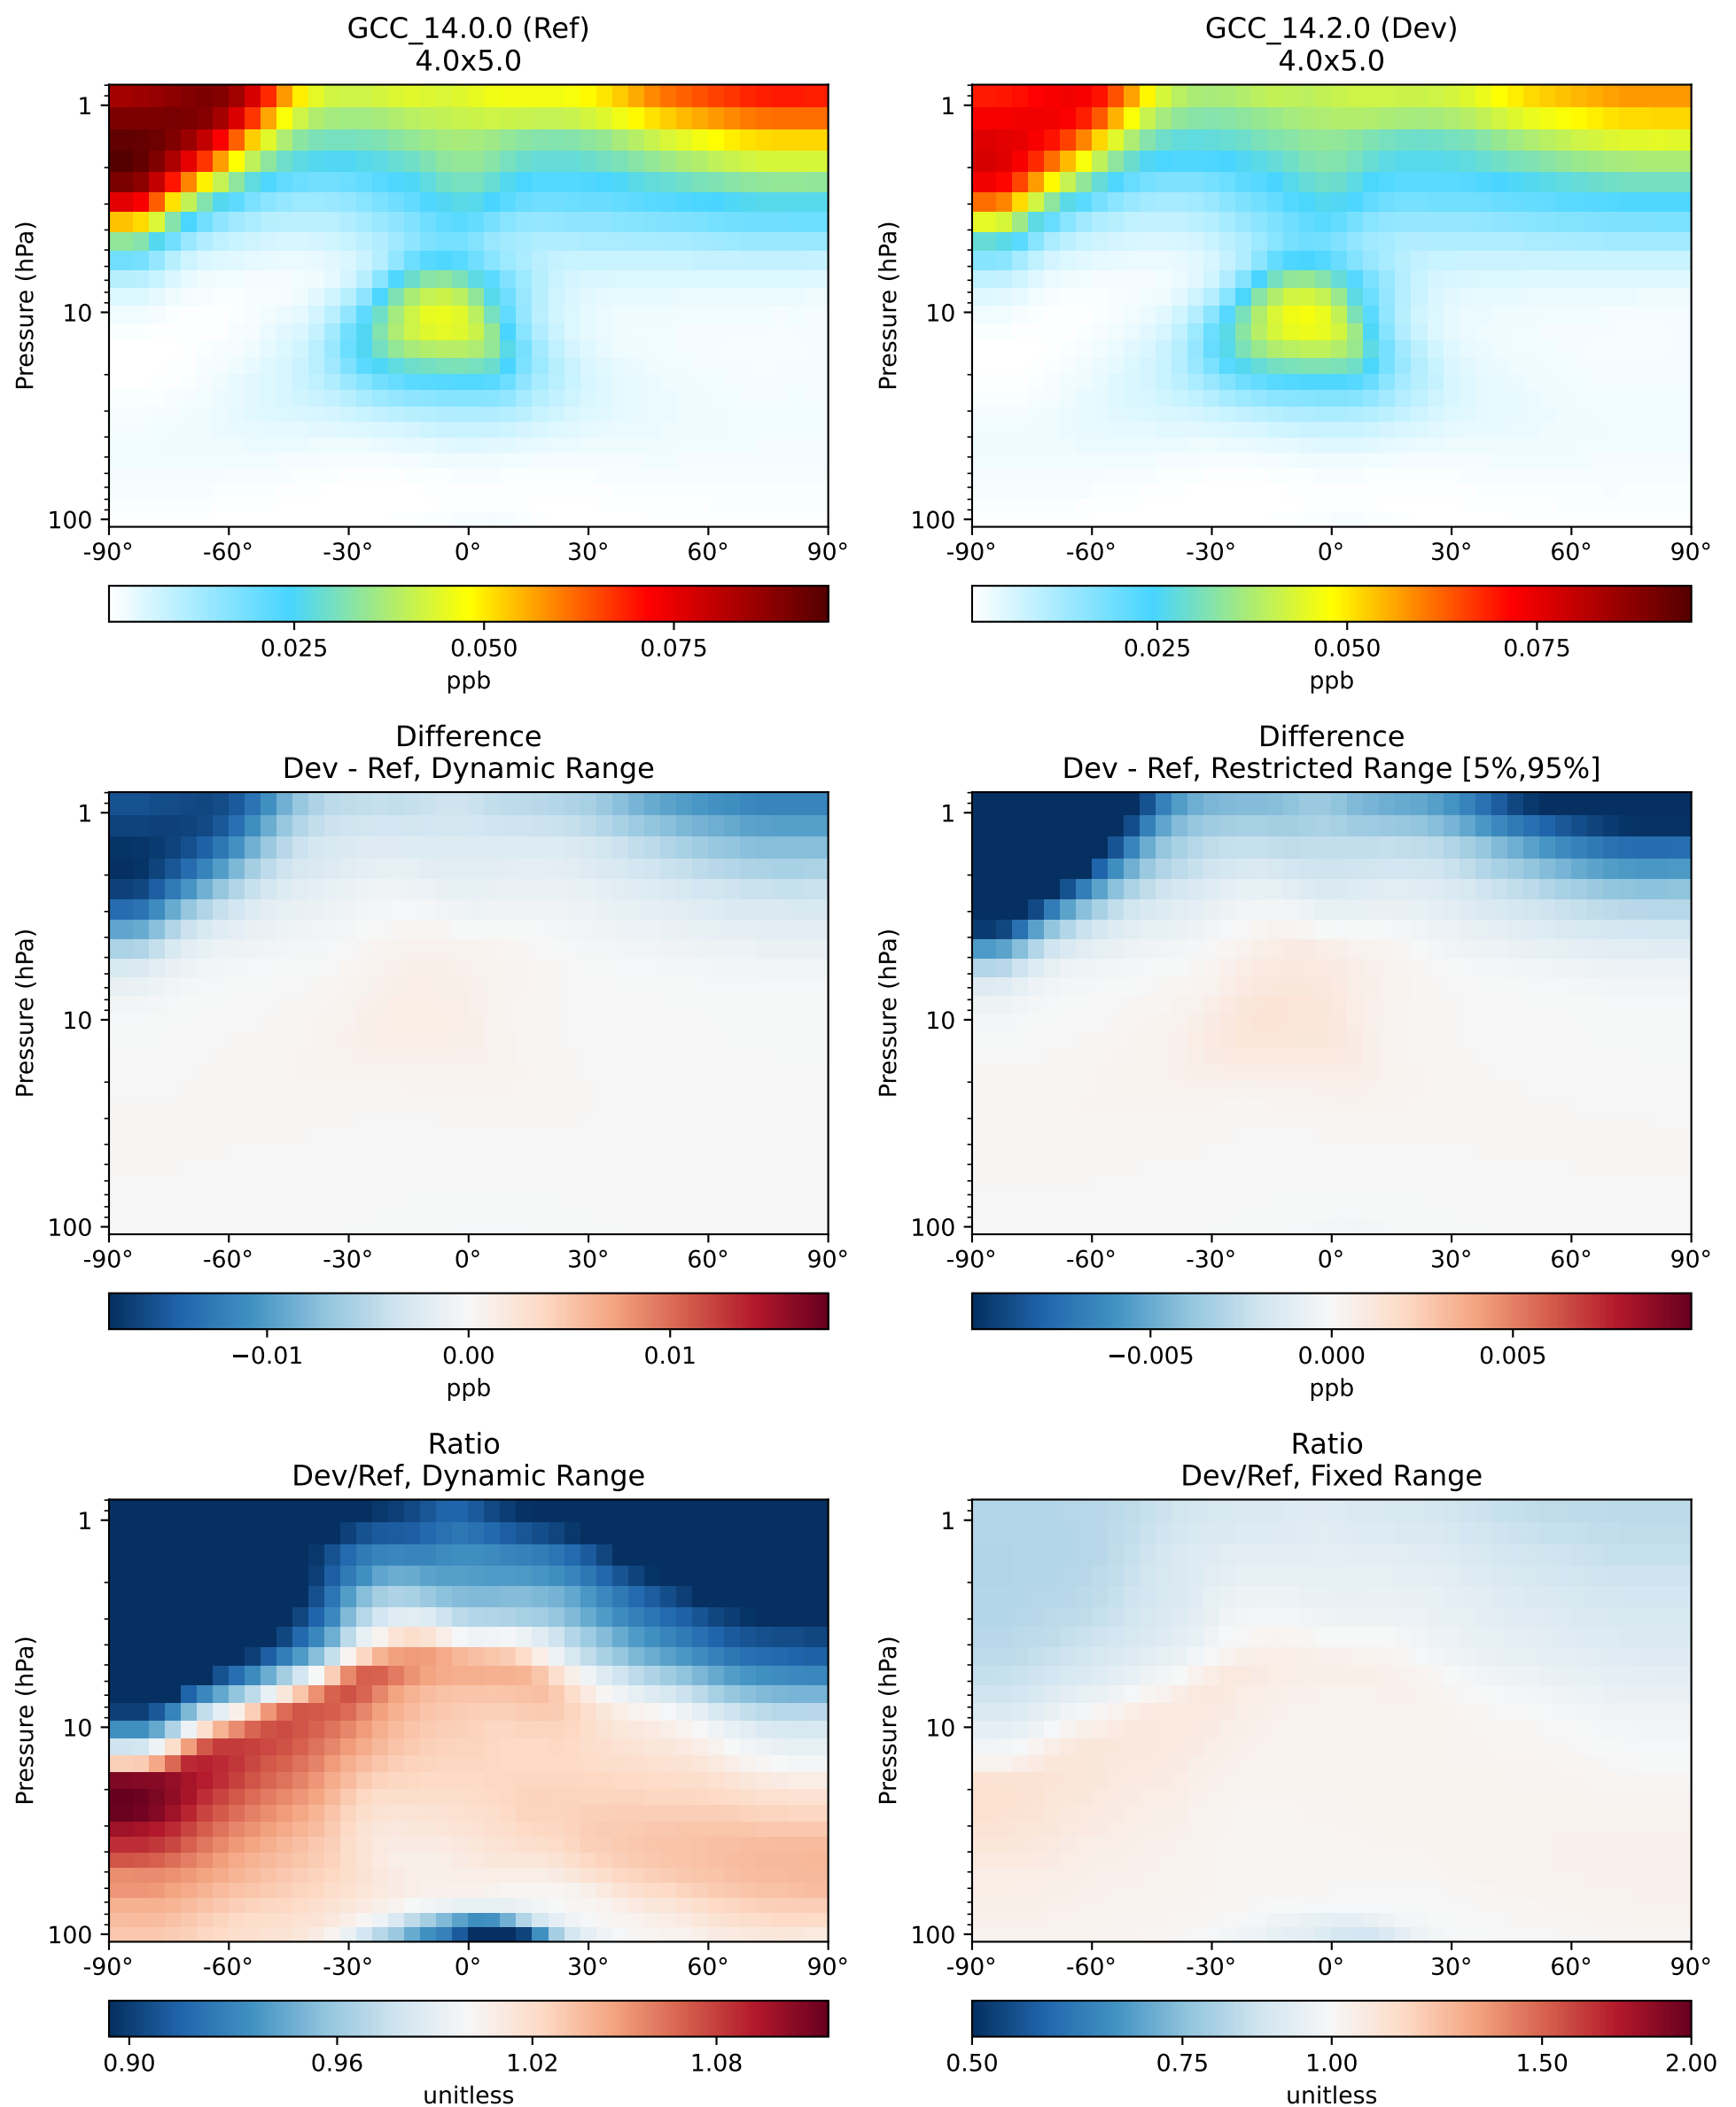 GCC_14.0.0 (Ref)
4.0x5.0
Pressure (hPa)
1
10
100
-90° -60° -30° 0° 30° 60° 90°
0.025 0.050 0.075
ppb
GCC_14.2.0 (Dev)
4.0x5.0
Pressure (hPa)
1
10
100
-90° -60° -30° 0° 30° 60° 90°
0.025 0.050 0.075
ppb
Difference
Dev - Ref, Dynamic Range
Pressure (hPa)
1
10
100
-90° -60° -30° 0° 30° 60° 90°
−0.01 0.00 0.01
ppb
Difference
Dev - Ref, Restricted Range [5%,95%]
Pressure (hPa)
1
10
100
-90° -60° -30° 0° 30° 60° 90°
−0.005 0.000 0.005
ppb
Ratio
Dev/Ref, Dynamic Range
Pressure (hPa)
1
10
100
-90° -60° -30° 0° 30° 60° 90°
0.90 0.96 1.02 1.08
unitless
Ratio
Dev/Ref, Fixed Range
Pressure (hPa)
1
10
100
-90° -60° -30° 0° 30° 60° 90°
0.50 0.75 1.00 1.50 2.00
unitless